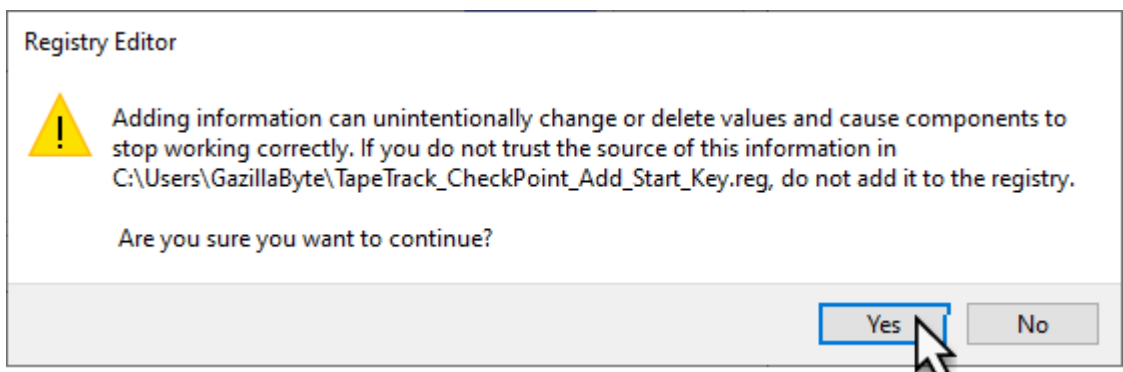 Registry Editor
Adding information can unintentionally change or delete values and cause components to
stop working correctly. If you do not trust the source of this information in
C:\Users\GazillaByte\TapeTrack_CheckPoint_Add_Start_Key.reg, do not add it to the registry.
Are you sure you want to continue?
Yes
No